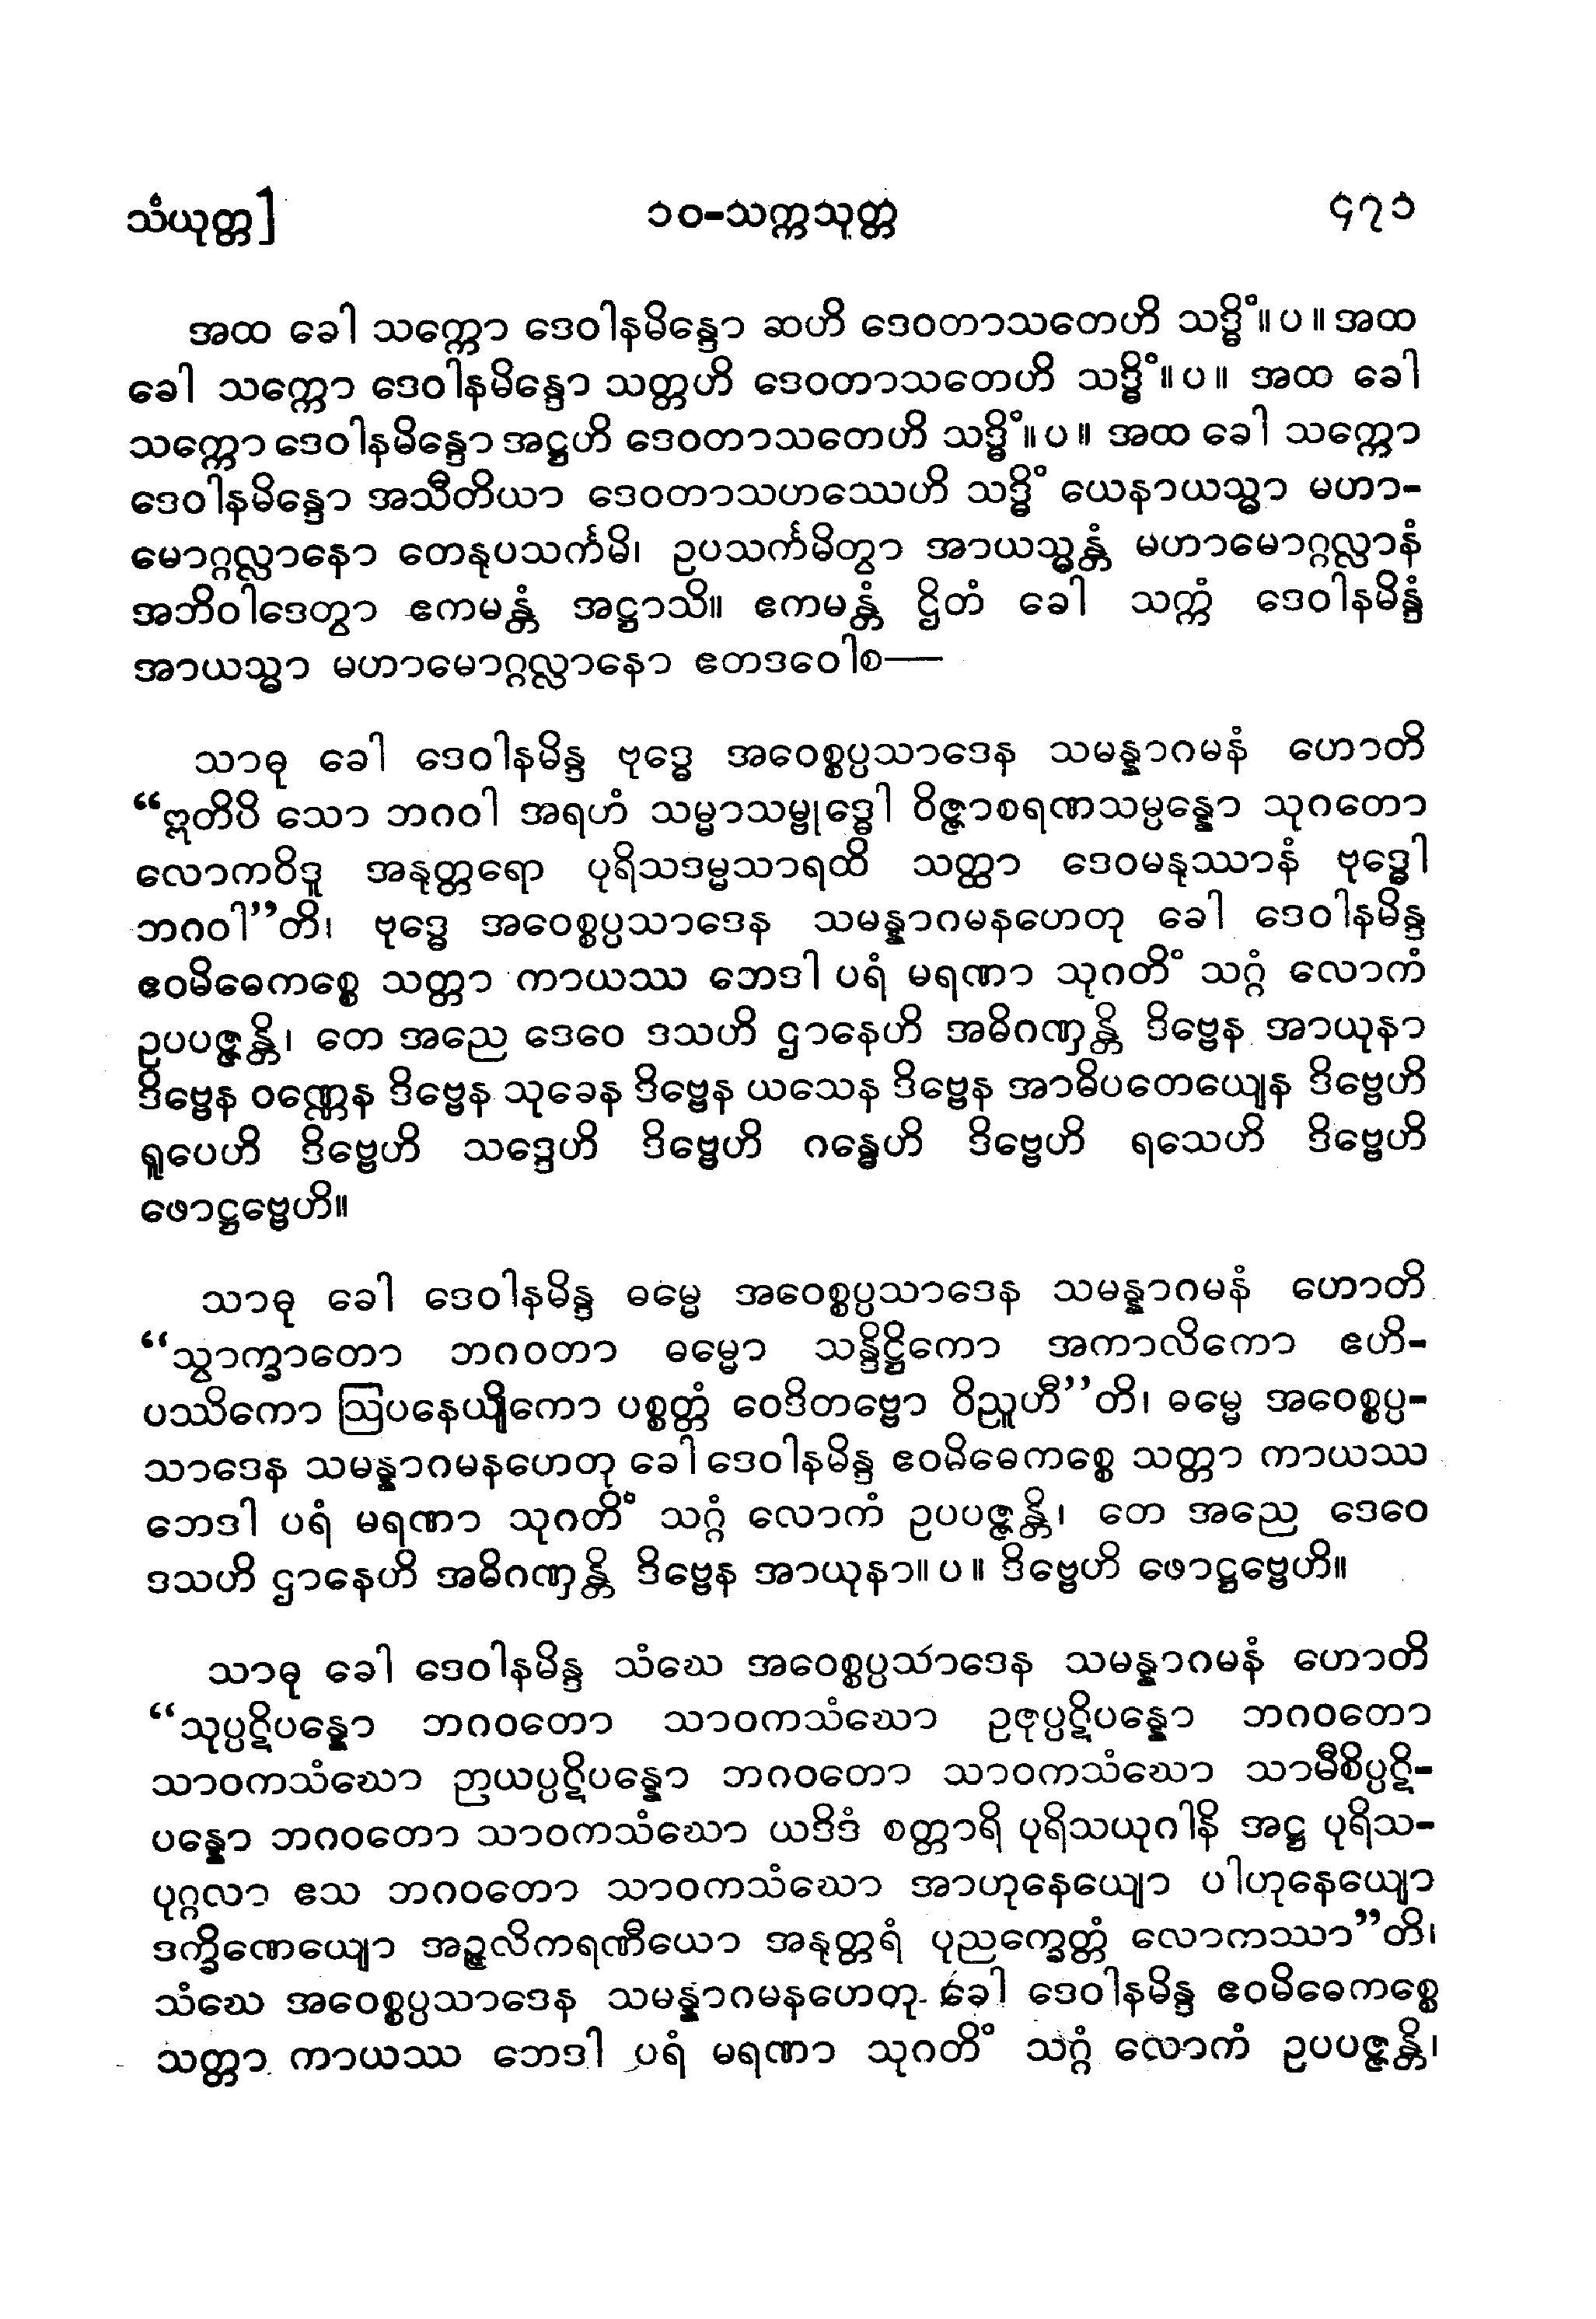 သံယုတ္တ] ၁၀-သက္ကသုတ္တ ၄၇၁
အထ ခေါ သက္ကော ဒေဝါနမိန္ဒော ဆဟိ ဒေဝတာသတေဟိ သဒ္ဓိံ။ပ။အထ
ခေါ သက္ကော ဒေဝါနမိန္ဒော သတ္တဟိ ဒေဝတာသတေဟိ သဒ္ဓိံ။ပ။ အထ ခေါ
သက္ကော ဒေဝါနမိန္ဒော အဋ္ဌဟိ ဒေဝတာသတေဟိ သဒ္ဓိံ။ပ။ အထ ခေါ သက္ကော
ဒေဝါနမိန္ဒော အသီတိယာ ဒေဝတာသဟဿေဟိ သဒ္ဓိံ ယေနာယသ္မာ မဟာ-
မောဂ္ဂလ္လာနော တေနုပသင်္ကမိ၊ ဥပသင်္ကမိတွာ အာယသ္မန္တံ မဟာမောဂ္ဂလ္လာနံ
အဘိဝါဒေတွာ ဧကမန္တံ အဋ္ဌာသိ။ ဧကမန္တံ ဌိတံ ခေါ သက္ကံ ဒေဝါနမိန္ဒံ
အာယသ္မာ မဟာမောဂ္ဂလ္လာနော ဧတဒဝေါစ—
သာဓု ခေါ ဒေဝါနမိန္ဒ ဗုဒ္ဓေ အဝေစ္စပ္ပသာဒေန သမန္နာဂမနံ ဟောတိ
“ဣတိပိ သော ဘဂဝါ အရဟံ သမ္မာသမ္ဗုဒ္ဓေါ ဝိဇ္ဇာစရဏသမ္ပန္နော သုဂတော
လောကဝိဒူ အနုတ္တရော ပုရိသဒမ္မသာရထိ သတ္ထာ ဒေဝမနုဿာနံ ဗုဒ္ဓေါ
ဘဂဝါ”တိ၊ ဗုဒ္ဓေ အဝေစ္စပ္ပသာဒေန သမန္နာဂမနဟေတု ခေါ ဒေဝါနမိန္ဒ
ဧဝမိဓေကစ္စေ သတ္တာ ကာယဿ ဘေဒါ ပရံ မရဏာ သုဂတိံ သဂ္ဂံ လောကံ
ဥပပဇ္ဇန္တိ၊ တေ အညေ ဒေဝေ ဒသဟိ ဌာနေဟိ အဓိဂဏှန္တိ ဒိဗ္ဗေန အာယုနာ
ဒိဗ္ဗေန ဝဏ္ဏေန ဒိဗ္ဗေန သုခေန ဒိဗ္ဗေန ယသေန ဒိဗ္ဗေန အာဓိပတေယျေန ဒိဗ္ဗေဟိ
ရူပေဟိ ဒိဗ္ဗေဟိ သဒ္ဒေဟိ ဒိဗ္ဗေဟိ ဂန္ဓေဟိ ဒိဗ္ဗေဟိ ရသေဟိ ဒိဗ္ဗေဟိ
ဖောဋ္ဌဗ္ဗေဟိ။
သာဓု ခေါ ဒေဝါနမိန္ဒ ဓမ္မေ အဝေစ္စပ္ပသာဒေန သမန္နာဂမနံ ဟောတိ
“သွာက္ခာတော ဘဂဝတာ ဓမ္မော သန္ဒိဋ္ဌိကော အကာလိကော ဧဟိ-
ပဿိကော ဩပနေယျိကော ပစ္စတ္တံ ဝေဒိတဗ္ဗော ဝိညူဟီ”တိ၊ ဓမ္မေ အဝေစ္စပ္ပ-
သာဒေန သမန္နာဂမနဟေတု ခေါ ဒေဝါနမိန္ဒ ဧဝမိဓေကစ္စေ သတ္တာ ကာယဿ
ဘေဒါ ပရံ မရဏာ သုဂတိံ သဂ္ဂံ လောကံ ဥပပဇ္ဇန္တိ၊ တေ အညေ ဒေဝေ
ဒသဟိ ဌာနေဟိ အဓိဂဏှန္တိ ဒိဗ္ဗေန အာယုနာ။ပ။ ဒိဗ္ဗေဟိ ဖောဋ္ဌဗ္ဗေဟိ။
သာဓု ခေါ ဒေဝါနမိန္ဒ သံဃေ အဝေစ္စပ္ပသာဒေန သမန္နာဂမနံ ဟောတိ
“သုပ္ပဋိပန္နော ဘဂဝတော သာဝကသံဃော ဥဇုပ္ပဋိပန္နော ဘဂဝတော
သာဝကသံဃော ဉာယပ္ပဋိပန္နော ဘဂဝတော သာဝကသံဃော သာမီစိပ္ပဋိ-
ပန္နော ဘဂဝတော သာဝကသံဃော ယဒိဒံ စတ္တာရိ ပုရိသယုဂါနိ အဋ္ဌ ပုရိသ-
ပုဂ္ဂလာ ဧသ ဘဂဝတော သာဝကသံဃော အာဟုနေယျော ပါဟုနေယျော
ဒက္ခိဏေယျော အဉ္ဇလိကရဏီယော အနုတ္တရံ ပုညက္ခေတ္တံ လောကဿာ”တိ၊
သံဃေ အဝေစ္စပ္ပသာဒေန သမန္နာဂမနဟေတု ခေါ ဒေဝါနမိန္ဒ ဧဝမိဓေကစ္စေ
သတ္တာ ကာယဿ ဘေဒါ ပရံ မရဏာ သုဂတိံ သဂ္ဂံ လောကံ ဥပပဇ္ဇန္တိ၊